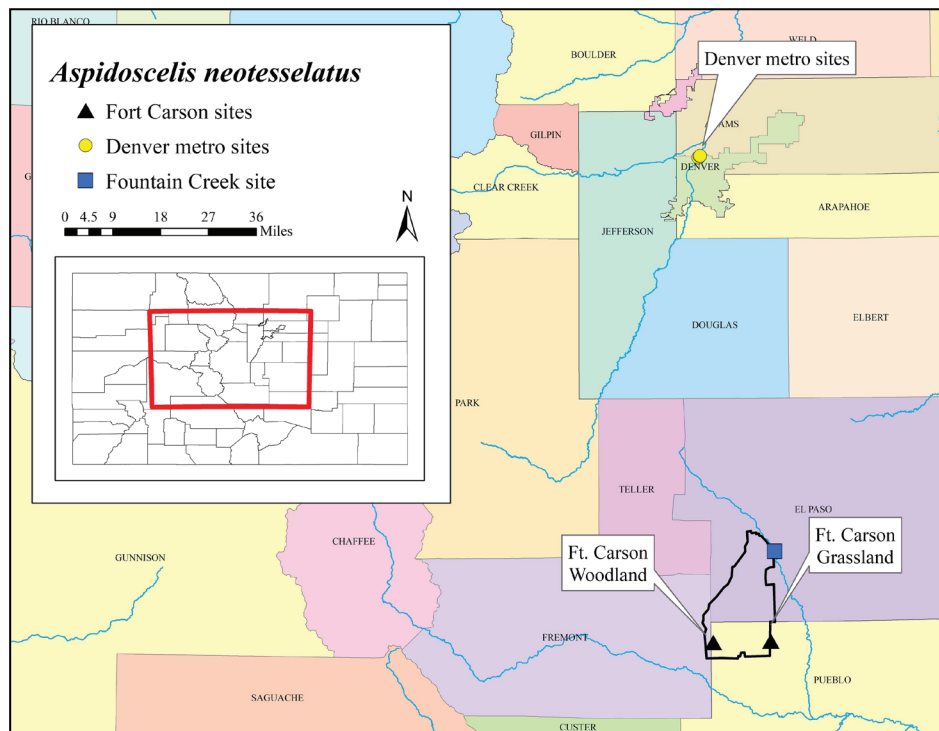 RIO BLANCO
Aspidoscelis neotesselatus
Fort Carson sites
Denver metro sites
Fountain Creek site
0 4.5 9 18 27 36
Miles
N
BOULDER
WELD
Denver metro sites
GILPIN
ADAMS
DENVER
CLEAR CREEK
ARAPAHOE
JEFFERSON
DOUGLAS
ELBERT
PARK
TELLER
EL PASO
CHAFFEE
GUNNISON
Ft. Carson
Woodland
Ft. Carson
Grassland
FREMONT
PUEBLO
SAGUACHE
CUSTER